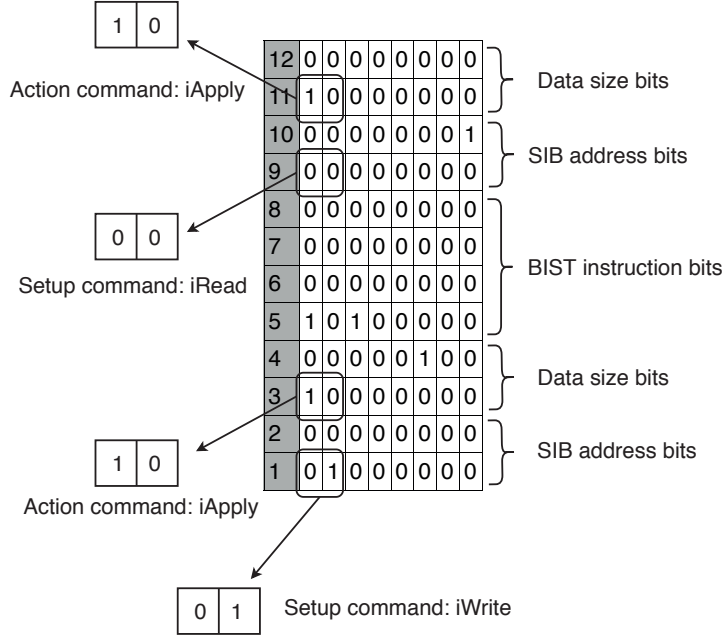 1 0
Action command: iApply
12 0 0 0 0 0 0 0 0
11 1 0 0 0 0 0 0 0
Data size bits
10 0 0 0 0 0 0 0 1
9 0 0 0 0 0 0 0 0
SIB address bits
0 0
Setup command: iRead
8 0 0 0 0 0 0 0 0
7 0 0 0 0 0 0 0 0
6 0 0 0 0 0 0 0 0
5 1 0 1 0 0 0 0 0
BIST instruction bits
4 0 0 0 0 0 1 0 0
3 1 0 0 0 0 0 0 0
Data size bits
1 0
Action command: iApply
2 0 0 0 0 0 0 0 0
1 0 1 0 0 0 0 0 0
SIB address bits
0 1
Setup command: iWrite